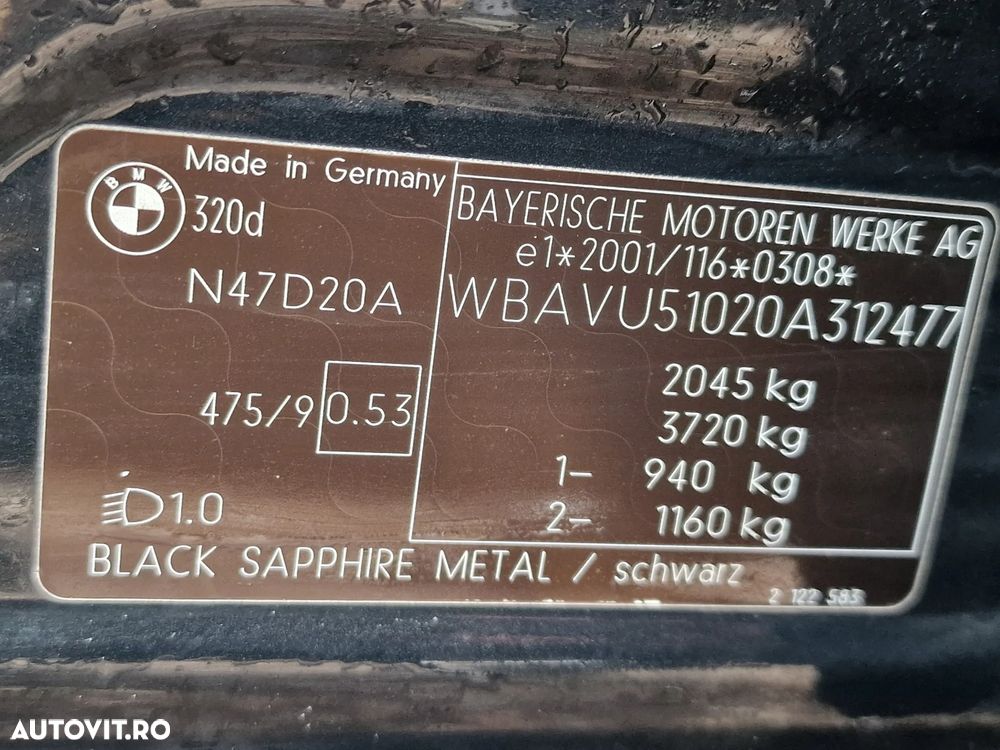 Made in Germany
BMW
320d
N47D20A
475/9 0.53
1.0
BAYERISCHE MOTOREN WERKE AG
e1*2001/116*0308*
WBAVU51020A312477
2045 kg
3720 kg
1- 940 kg
2- 1160 kg
BLACK SAPPHIRE METAL / schwarz
2 122 583
AUTOVIT.RO